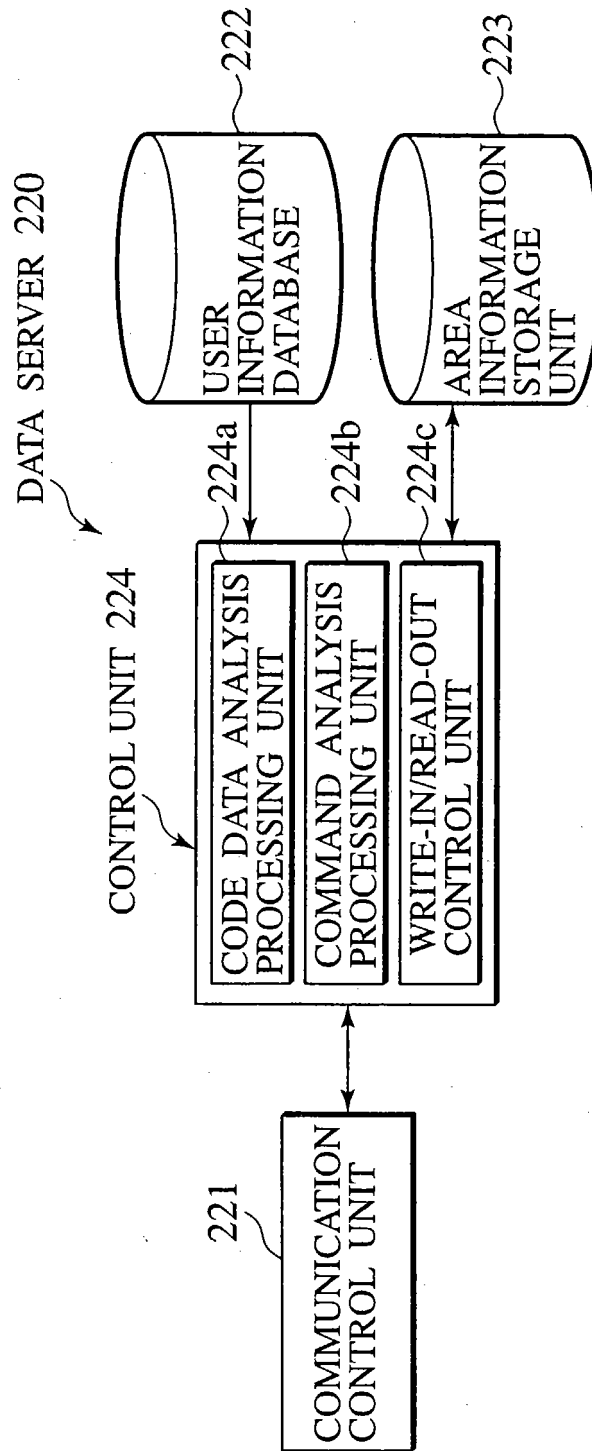 DATA SERVER 220
CONTROL UNIT 224
221
COMMUNICATION
CONTROL UNIT
CODE DATA ANALYSIS
PROCESSING UNIT
224a
COMMAND ANALYSIS
PROCESSING UNIT
224b
WRITE-IN/READ-OUT
CONTROL UNIT
224c
USER
INFORMATION
DATABASE
222
AREA
INFORMATION
STORAGE
UNIT
223